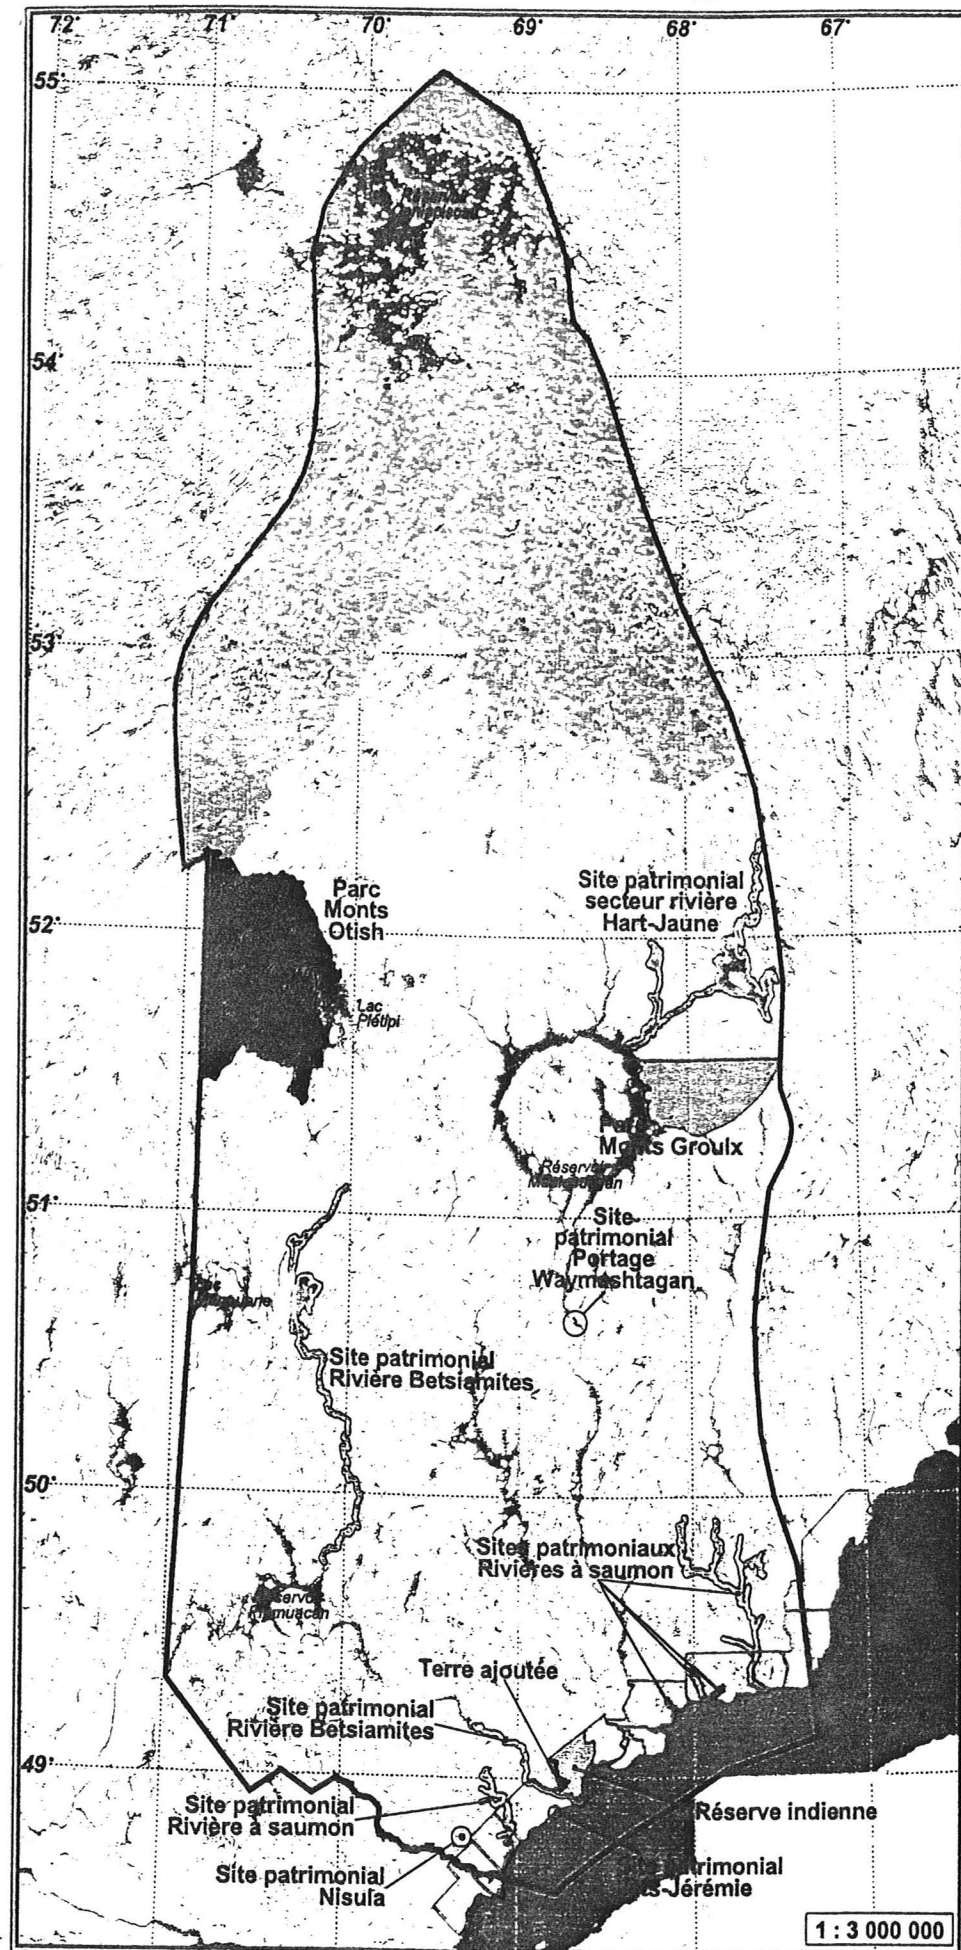 72°
71°
70°
69°
68°
67°
55°
Réservoir
54°
53°
Parc
Monts
Otish
Site patrimonial
secteur rivière
Hart-Jaune
52°
Lac
Plétipi
Monts Groulx
Réservoir
51°
Site
patrimonial
Portage
Waymashtagan
Site patrimonial
Rivière Betsiamites
50°
Sites patrimoniaux
Rivières à saumon
Terre ajoutée
Site patrimonial
Rivière Betsiamites
49°
Site patrimonial
Rivière à saumon
Réserve indienne
Site patrimonial
Nisula
patrimonial
Jérémie
1 : 3 000 000